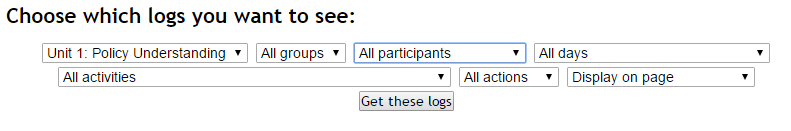 Choose which logs you want to see:
Unit 1: Policy Understanding All groups All participants All days
All activities All actions Display on page
Get these logs